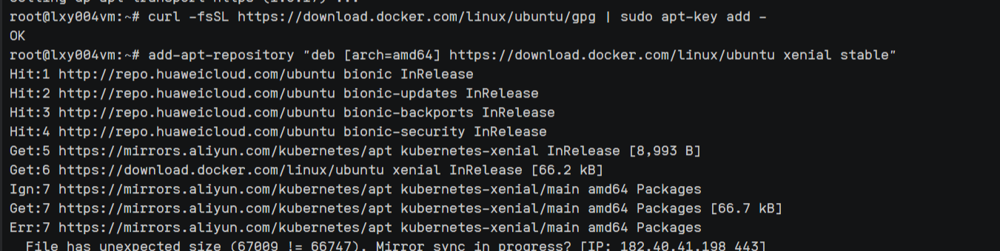 Setting up apt-transport-https (1.6.17) ...
root@lxy004vm:~# curl -fsSL https://download.docker.com/linux/ubuntu/gpg | sudo apt-key add -
OK
root@lxy004vm:~# add-apt-repository "deb [arch=amd64] https://download.docker.com/linux/ubuntu xenial stable"
Hit:1 http://repo.huaweicloud.com/ubuntu bionic InRelease
Hit:2 http://repo.huaweicloud.com/ubuntu bionic-updates InRelease
Hit:3 http://repo.huaweicloud.com/ubuntu bionic-backports InRelease
Hit:4 http://repo.huaweicloud.com/ubuntu bionic-security InRelease
Get:5 https://mirrors.aliyun.com/kubernetes/apt kubernetes-xenial InRelease [8,993 B]
Get:6 https://download.docker.com/linux/ubuntu xenial InRelease [66.2 kB]
Ign:7 https://mirrors.aliyun.com/kubernetes/apt kubernetes-xenial/main amd64 Packages
Get:7 https://mirrors.aliyun.com/kubernetes/apt kubernetes-xenial/main amd64 Packages [66.7 kB]
Err:7 https://mirrors.aliyun.com/kubernetes/apt kubernetes-xenial/main amd64 Packages
File has unexpected size (67009 != 66747). Mirror sync in progress? [IP: 182.40.41.198 443]